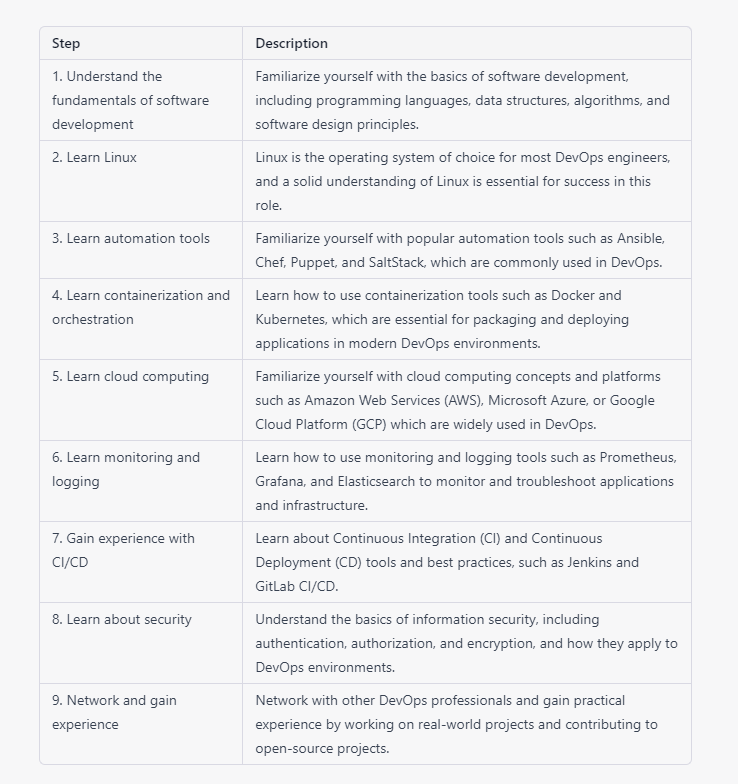 Step
Description
1. Understand the
fundamentals of software
development
Familiarize yourself with the basics of software development,
including programming languages, data structures, algorithms, and
software design principles.
2. Learn Linux
Linux is the operating system of choice for most DevOps engineers,
and a solid understanding of Linux is essential for success in this
role.
3. Learn automation tools
Familiarize yourself with popular automation tools such as Ansible,
Chef, Puppet, and SaltStack, which are commonly used in DevOps.
4. Learn containerization and
orchestration
Learn how to use containerization tools such as Docker and
Kubernetes, which are essential for packaging and deploying
applications in modern DevOps environments.
5. Learn cloud computing
Familiarize yourself with cloud computing concepts and platforms
such as Amazon Web Services (AWS), Microsoft Azure, or Google
Cloud Platform (GCP) which are widely used in DevOps.
6. Learn monitoring and
logging
Learn how to use monitoring and logging tools such as Prometheus,
Grafana, and Elasticsearch to monitor and troubleshoot applications
and infrastructure.
7. Gain experience with
CI/CD
Learn about Continuous Integration (CI) and Continuous
Deployment (CD) tools and best practices, such as Jenkins and
GitLab CI/CD.
8. Learn about security
Understand the basics of information security, including
authentication, authorization, and encryption, and how they apply to
DevOps environments.
9. Network and gain
experience
Network with other DevOps professionals and gain practical
experience by working on real-world projects and contributing to
open-source projects.